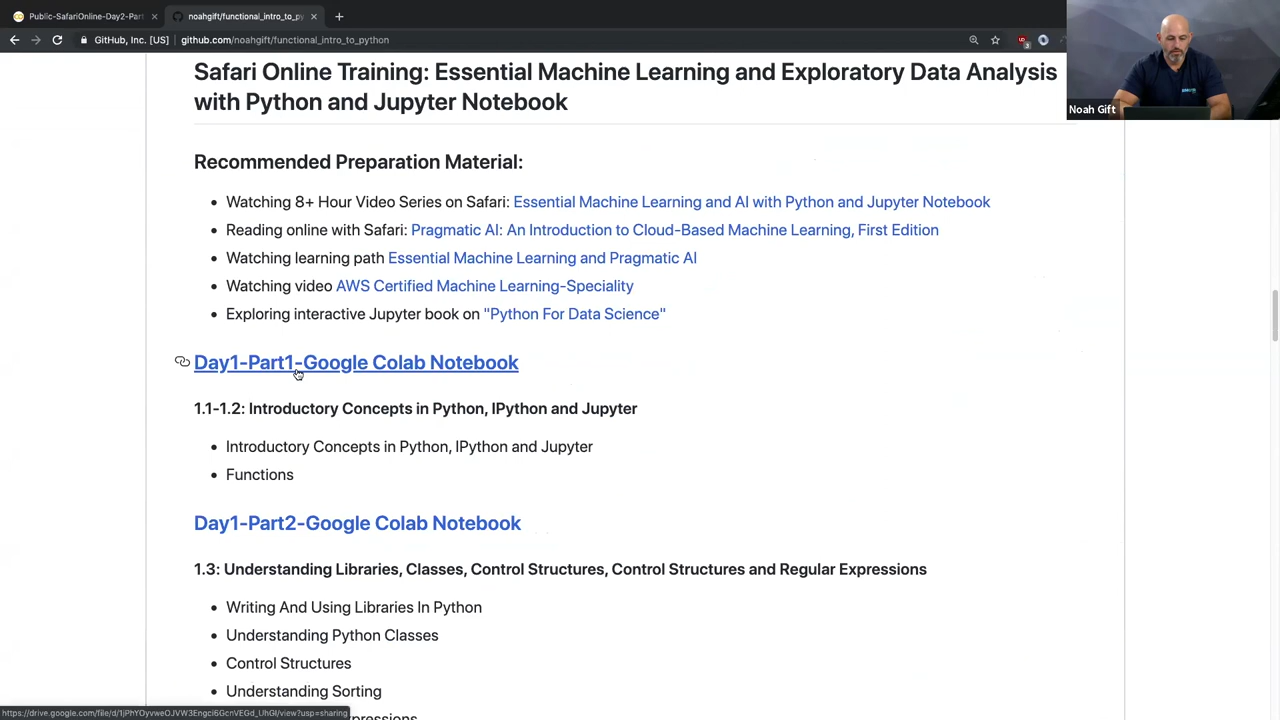 Public-SafariOnline-Day2-Part
noahgift/functional_intro_to_py
GitHub, Inc. [US]
github.com/noahgift/functional_intro_to_python
Noah Gift
Safari Online Training: Essential Machine Learning and Exploratory Data Analysis
with Python and Jupyter Notebook
Recommended Preparation Material:
Watching 8+ Hour Video Series on Safari: Essential Machine Learning and AI with Python and Jupyter Notebook
Reading online with Safari: Pragmatic AI: An Introduction to Cloud-Based Machine Learning, First Edition
Watching learning path Essential Machine Learning and Pragmatic AI
Watching video AWS Certified Machine Learning-Speciality
Exploring interactive Jupyter book on "Python For Data Science"
Day1-Part1-Google Colab Notebook
1.1-1.2: Introductory Concepts in Python, IPython and Jupyter
Introductory Concepts in Python, IPython and Jupyter
Functions
Day1-Part2-Google Colab Notebook
1.3: Understanding Libraries, Classes, Control Structures, Control Structures and Regular Expressions
Writing And Using Libraries In Python
Understanding Python Classes
Control Structures
Understanding Sorting